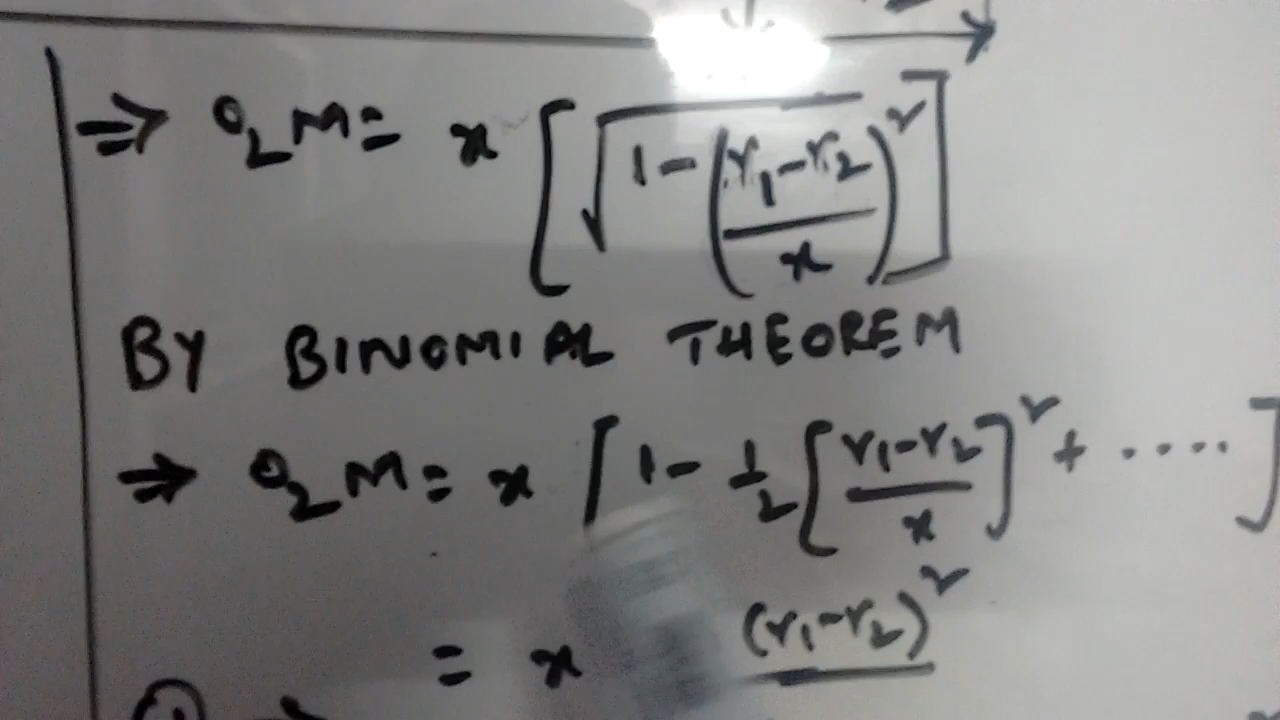 ⇒ O₂M = x [√(1-((r₁-r₂)/x)²)]
BY BINOMIAL THEOREM
⇒ O₂M = x [1 - 1/2 [(r₁-r₂)/x]² + ....]
= x (r₁-r₂)²